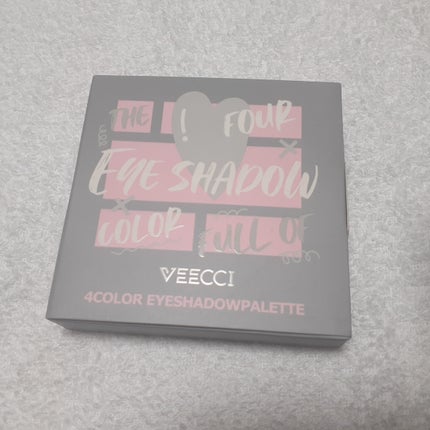 THE ! FOUR
EYE SHADOW
COLOR FULL OF
VEECCI
4COLOR EYESHADOWPALETTE